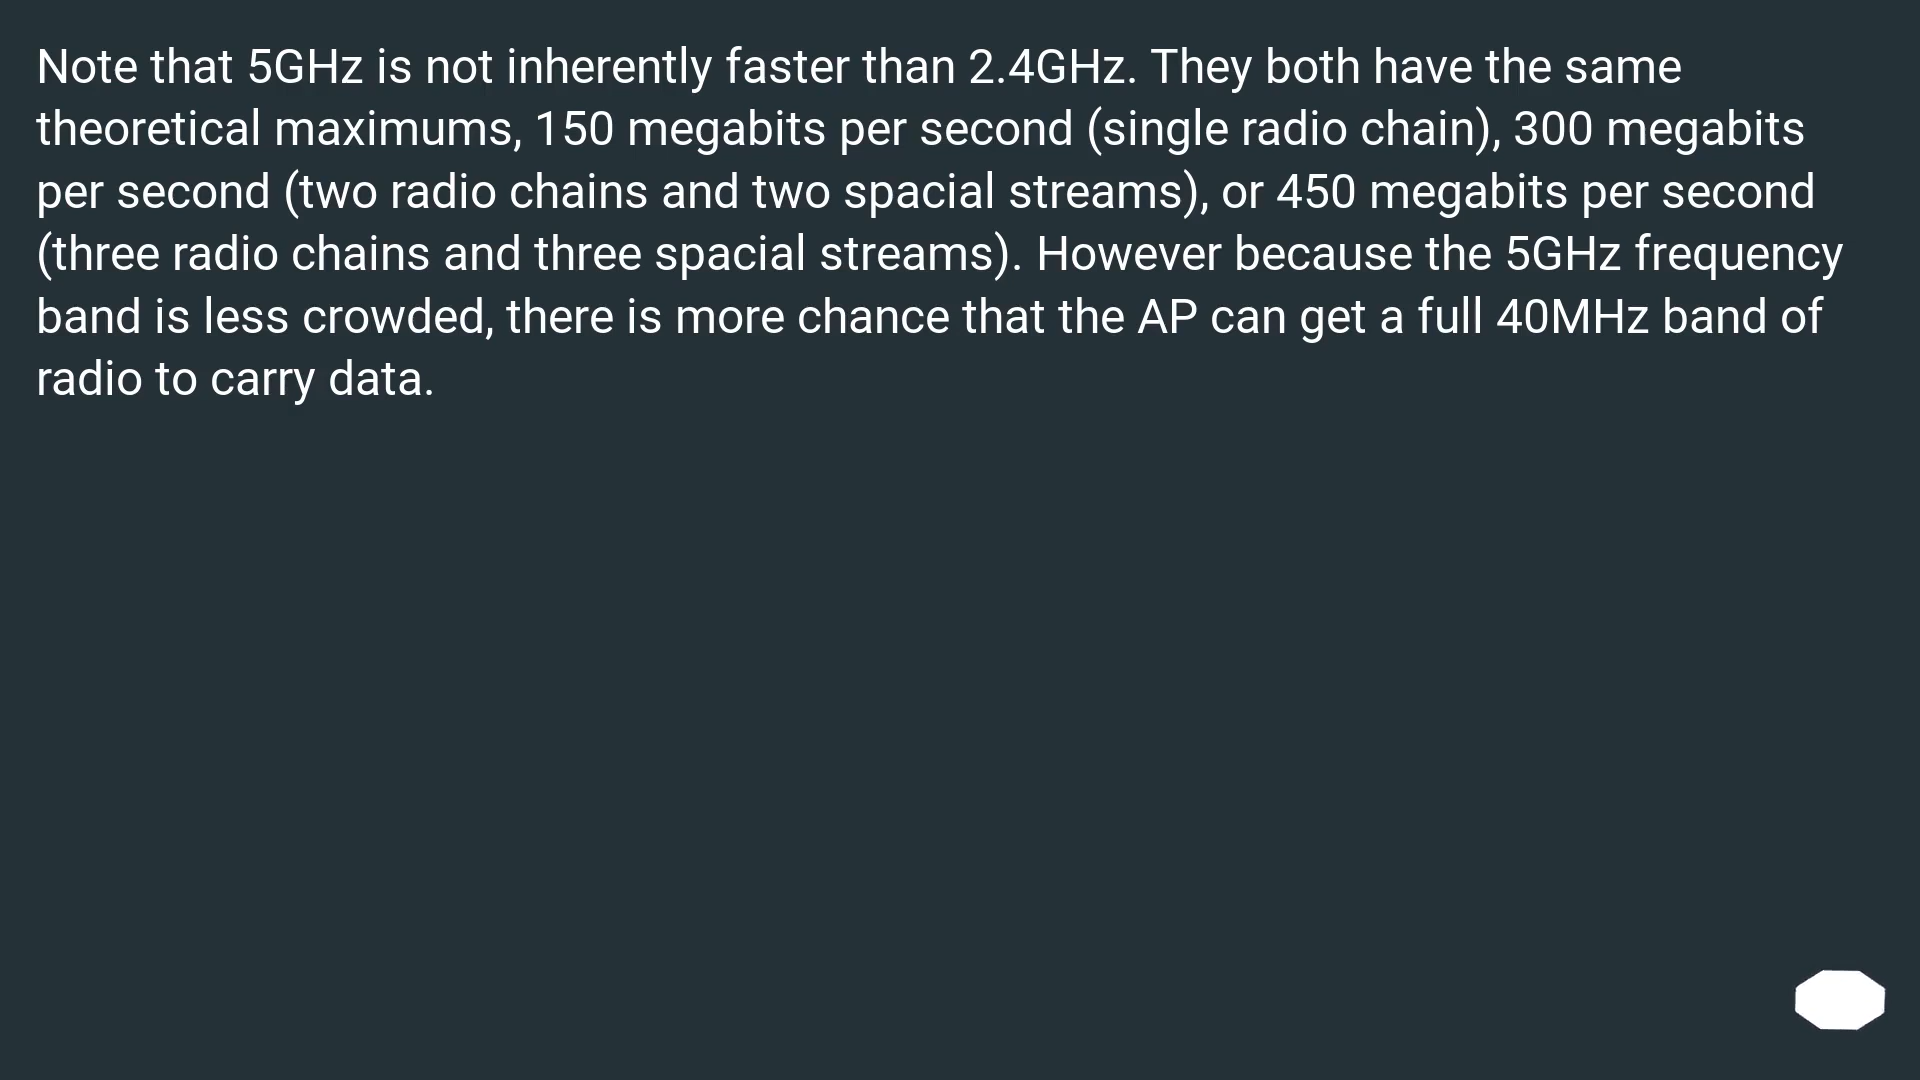 Note that 5GHz is not inherently faster than 2.4GHz. They both have the same
theoretical maximums, 150 megabits per second (single radio chain), 300 megabits
per second (two radio chains and two spacial streams), or 450 megabits per second
(three radio chains and three spacial streams). However because the 5GHz frequency
band is less crowded, there is more chance that the AP can get a full 40MHz band of
radio to carry data.